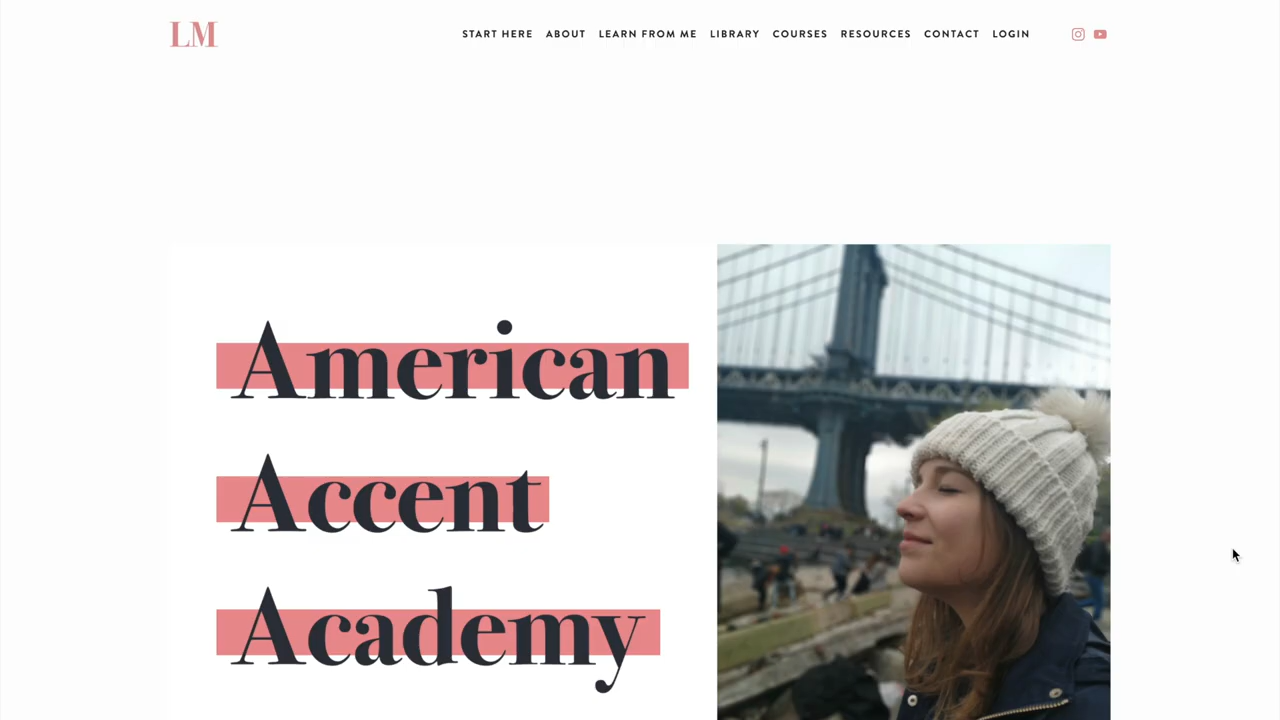 LM
START HERE ABOUT LEARN FROM ME LIBRARY COURSES RESOURCES CONTACT LOGIN
American
Accent
Academy